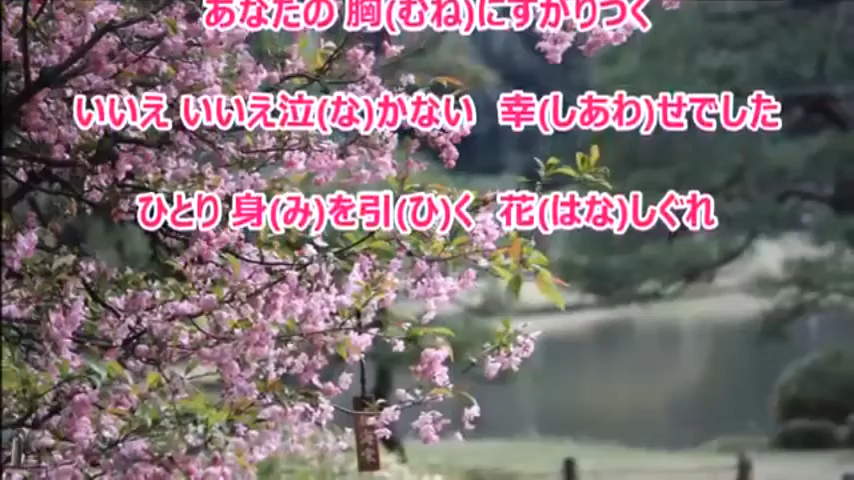 あなたの 胸(むね)にすがりつく
いいえ いいえ泣(な)かない 幸(しあわ)せでした
ひとり 身(み)を引(ひ)く 花(はな)しぐれ